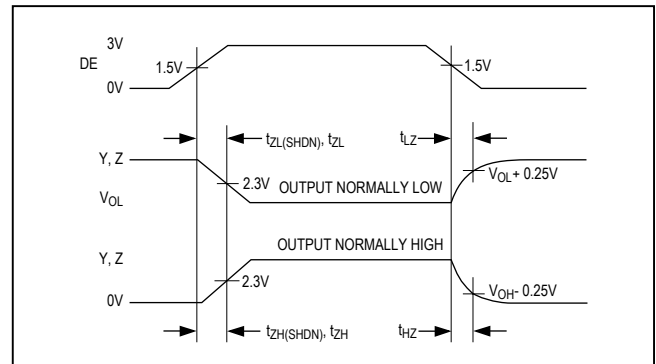 3V
DE
1.5V
1.5V
0V
tZL(SHDN), tZL
tLZ
Y, Z
VOL + 0.25V
2.3V
OUTPUT NORMALLY LOW
VOL
OUTPUT NORMALLY HIGH
Y, Z
2.3V
VOH - 0.25V
0V
tZH(SHDN), tZH
tHZ